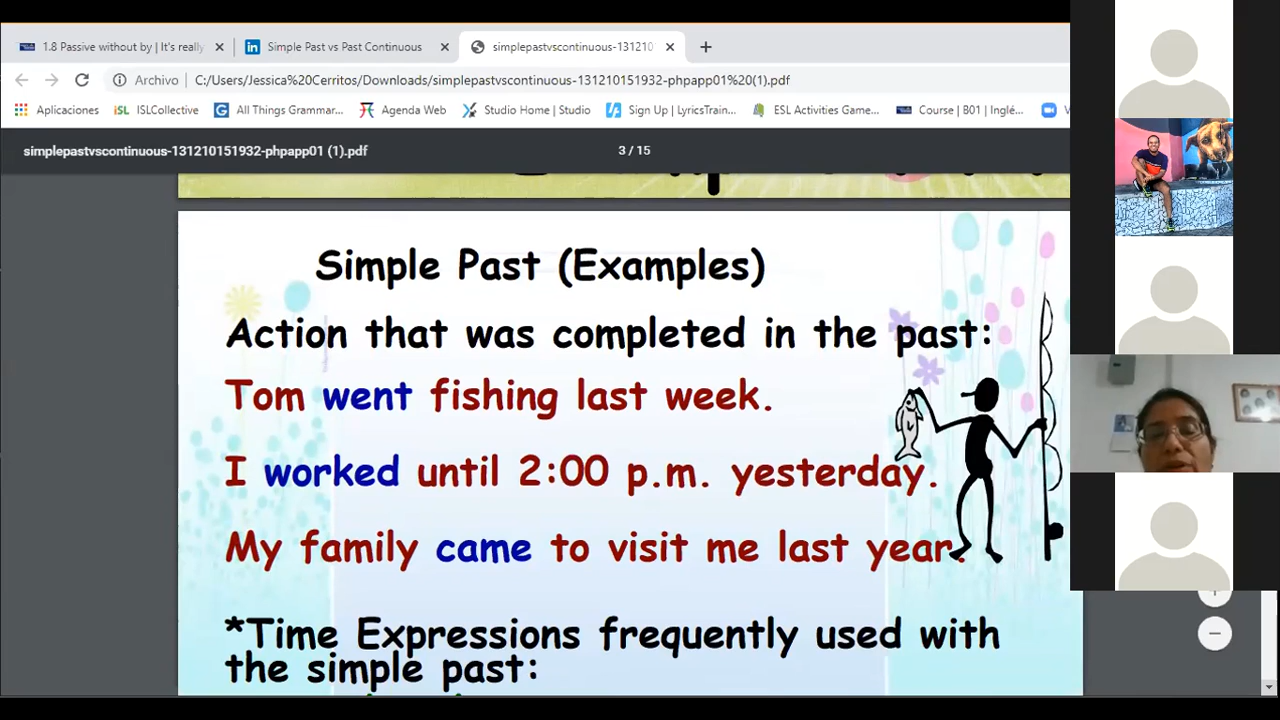 1.8 Passive without by | It's really
Simple Past vs Past Continuous
simplepastvscontinuous-131210
Archivo
C:/Users/Jessica%20Cerritos/Downloads/simplepastvscontinuous-131210151932-phpapp01%20(1).pdf
Aplicaciones
iSLCollective
All Things Grammar...
Agenda Web
Studio Home | Studio
Sign Up | LyricsTrain...
ESL Activities Game...
Course | B01 | Inglé...
simplepastvscontinuous-131210151932-phpapp01 (1).pdf
3 / 15
Simple Past (Examples)
Action that was completed in the past:
Tom went fishing last week.
I worked until 2:00 p.m. yesterday.
My family came to visit me last year.
*Time Expressions frequently used with
the simple past: